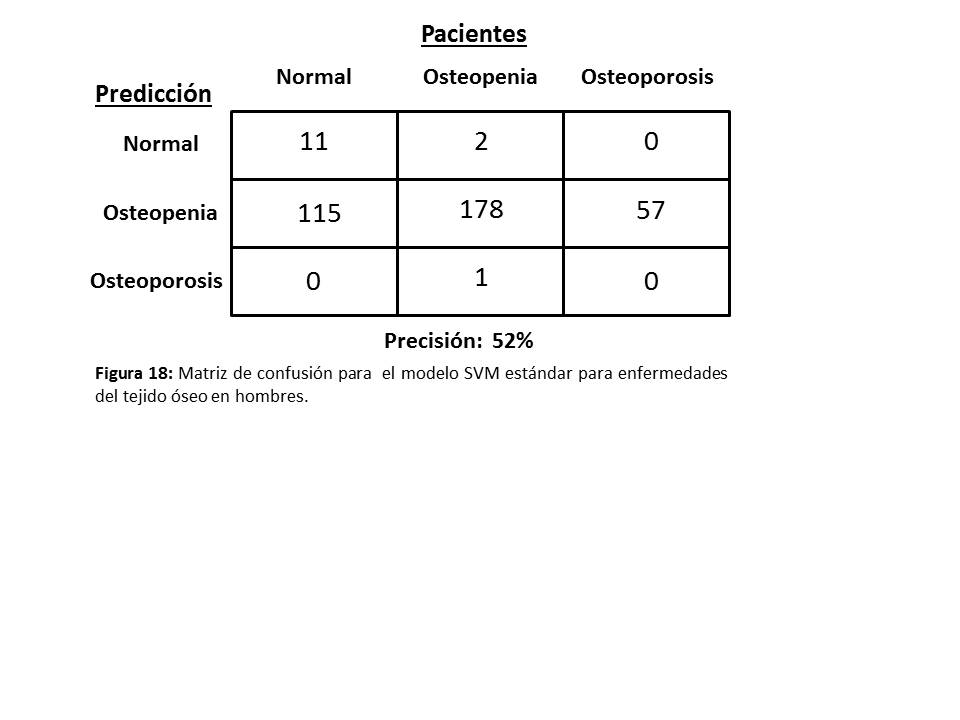 Pacientes
Normal Osteopenia Osteoporosis
Predicción
Normal 11 2 0
Osteopenia 115 178 57
Osteoporosis 0 1 0
Precisión: 52%
Figura 18: Matriz de confusión para el modelo SVM estándar para enfermedades
del tejido óseo en hombres.